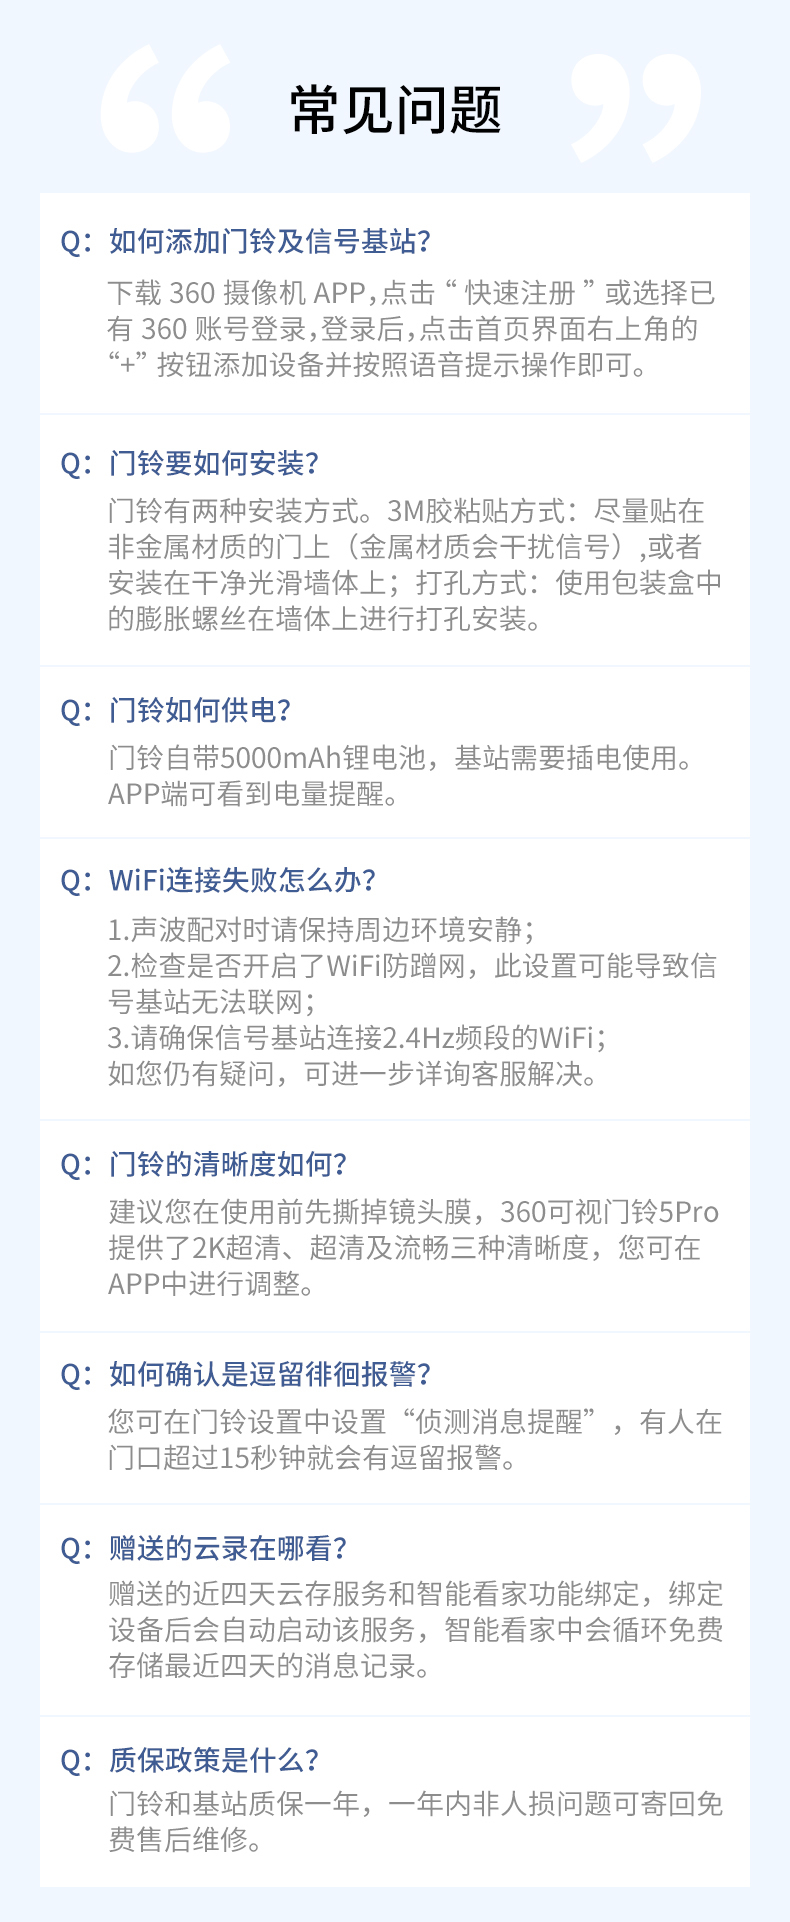 常见问题
Q：如何添加门铃及信号基站？
下载 360 摄像机 APP，点击 “ 快速注册 ” 或选择已
有 360 账号登录，登录后，点击首页界面右上角的
“+” 按钮添加设备并按照语音提示操作即可。
Q：门铃要如何安装？
门铃有两种安装方式。3M胶粘贴方式：尽量贴在
非金属材质的门上（金属材质会干扰信号）,或者
安装在干净光滑墙体上；打孔方式：使用包装盒中
的膨胀螺丝在墙体上进行打孔安装。
Q：门铃如何供电？
门铃自带5000mAh锂电池，基站需要插电使用。
APP端可看到电量提醒。
Q：WiFi连接失败怎么办？
1.声波配对时请保持周边环境安静；
2.检查是否开启了WiFi防蹭网，此设置可能导致信
号基站无法联网；
3.请确保信号基站连接2.4Hz频段的WiFi；
如您仍有疑问，可进一步详询客服解决。
Q：门铃的清晰度如何？
建议您在使用前先撕掉镜头膜，360可视门铃5Pro
提供了2K超清、超清及流畅三种清晰度，您可在
APP中进行调整。
Q：如何确认是逗留徘徊报警？
您可在门铃设置中设置“侦测消息提醒”，有人在
门口超过15秒钟就会有逗留报警。
Q：赠送的云录在哪看？
赠送的近四天云存服务和智能看家功能绑定，绑定
设备后会自动启动该服务，智能看家中会循环免费
存储最近四天的消息记录。
Q：质保政策是什么？
门铃和基站质保一年，一年内非人损问题可寄回免
费售后维修。